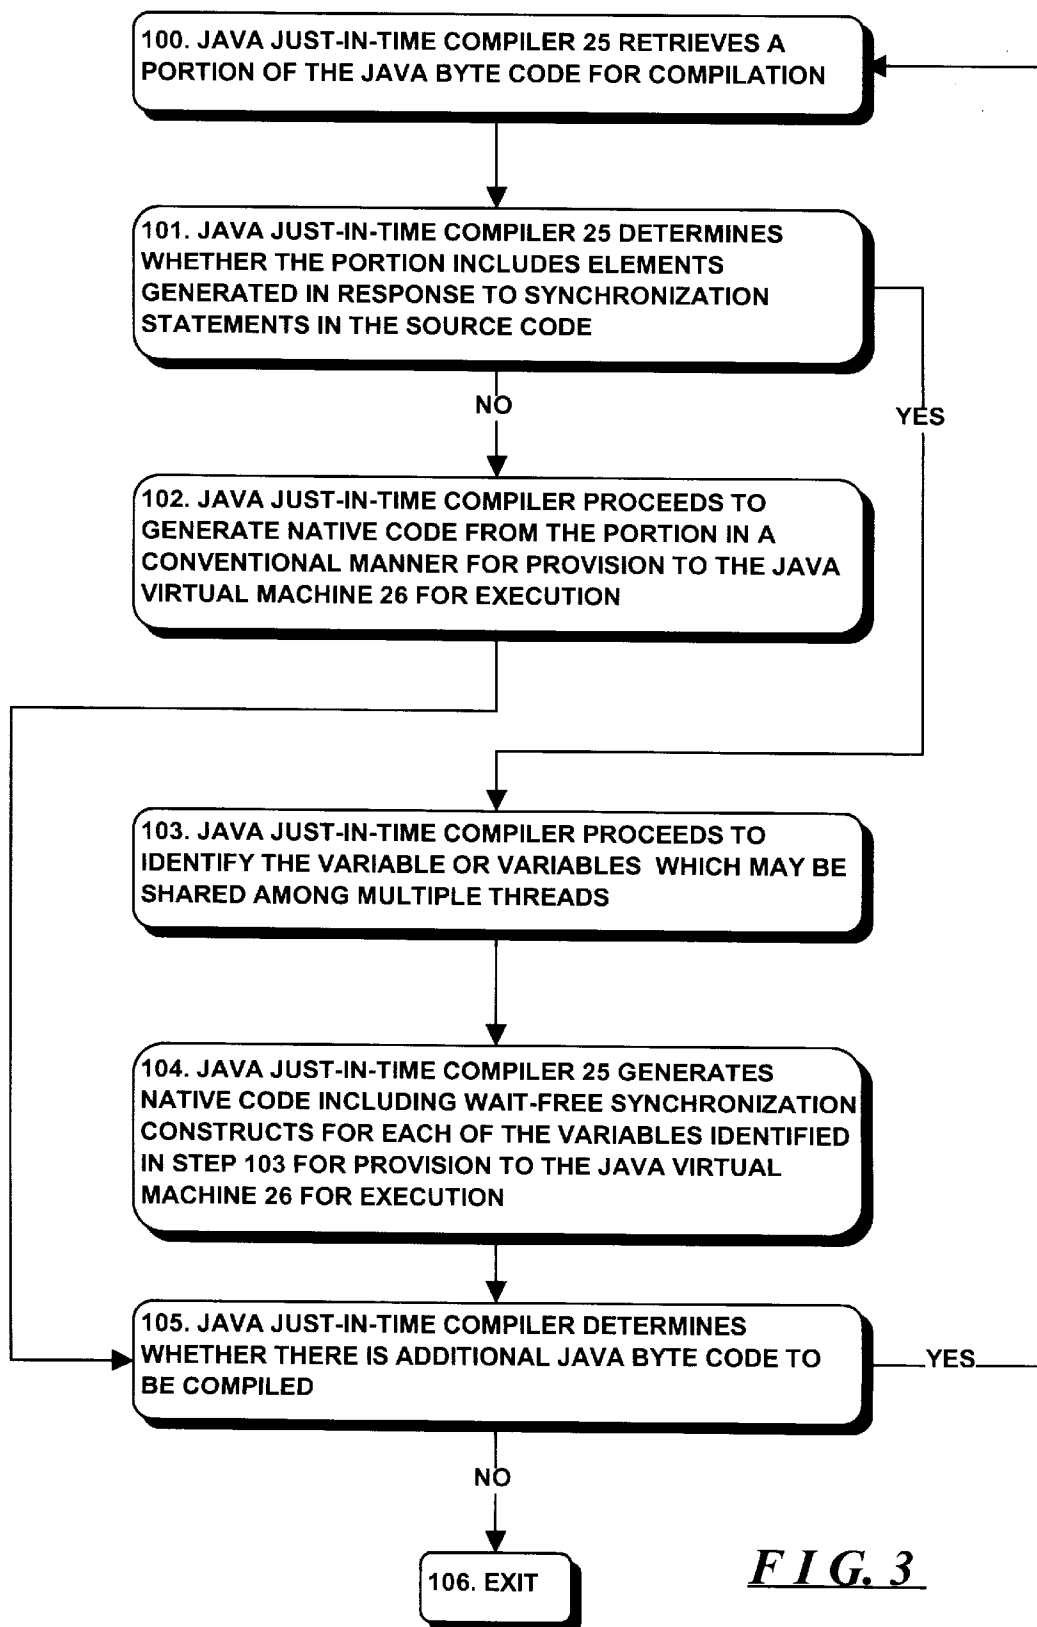 100. JAVA JUST-IN-TIME COMPILER 25 RETRIEVES A
PORTION OF THE JAVA BYTE CODE FOR COMPILATION
101. JAVA JUST-IN-TIME COMPILER 25 DETERMINES
WHETHER THE PORTION INCLUDES ELEMENTS
GENERATED IN RESPONSE TO SYNCHRONIZATION
STATEMENTS IN THE SOURCE CODE
NO
YES
102. JAVA JUST-IN-TIME COMPILER PROCEEDS TO
GENERATE NATIVE CODE FROM THE PORTION IN A
CONVENTIONAL MANNER FOR PROVISION TO THE JAVA
VIRTUAL MACHINE 26 FOR EXECUTION
103. JAVA JUST-IN-TIME COMPILER PROCEEDS TO
IDENTIFY THE VARIABLE OR VARIABLES WHICH MAY BE
SHARED AMONG MULTIPLE THREADS
104. JAVA JUST-IN-TIME COMPILER 25 GENERATES
NATIVE CODE INCLUDING WAIT-FREE SYNCHRONIZATION
CONSTRUCTS FOR EACH OF THE VARIABLES IDENTIFIED
IN STEP 103 FOR PROVISION TO THE JAVA VIRTUAL
MACHINE 26 FOR EXECUTION
105. JAVA JUST-IN-TIME COMPILER DETERMINES
WHETHER THERE IS ADDITIONAL JAVA BYTE CODE TO
BE COMPILED
YES
NO
106. EXIT
FIG. 3